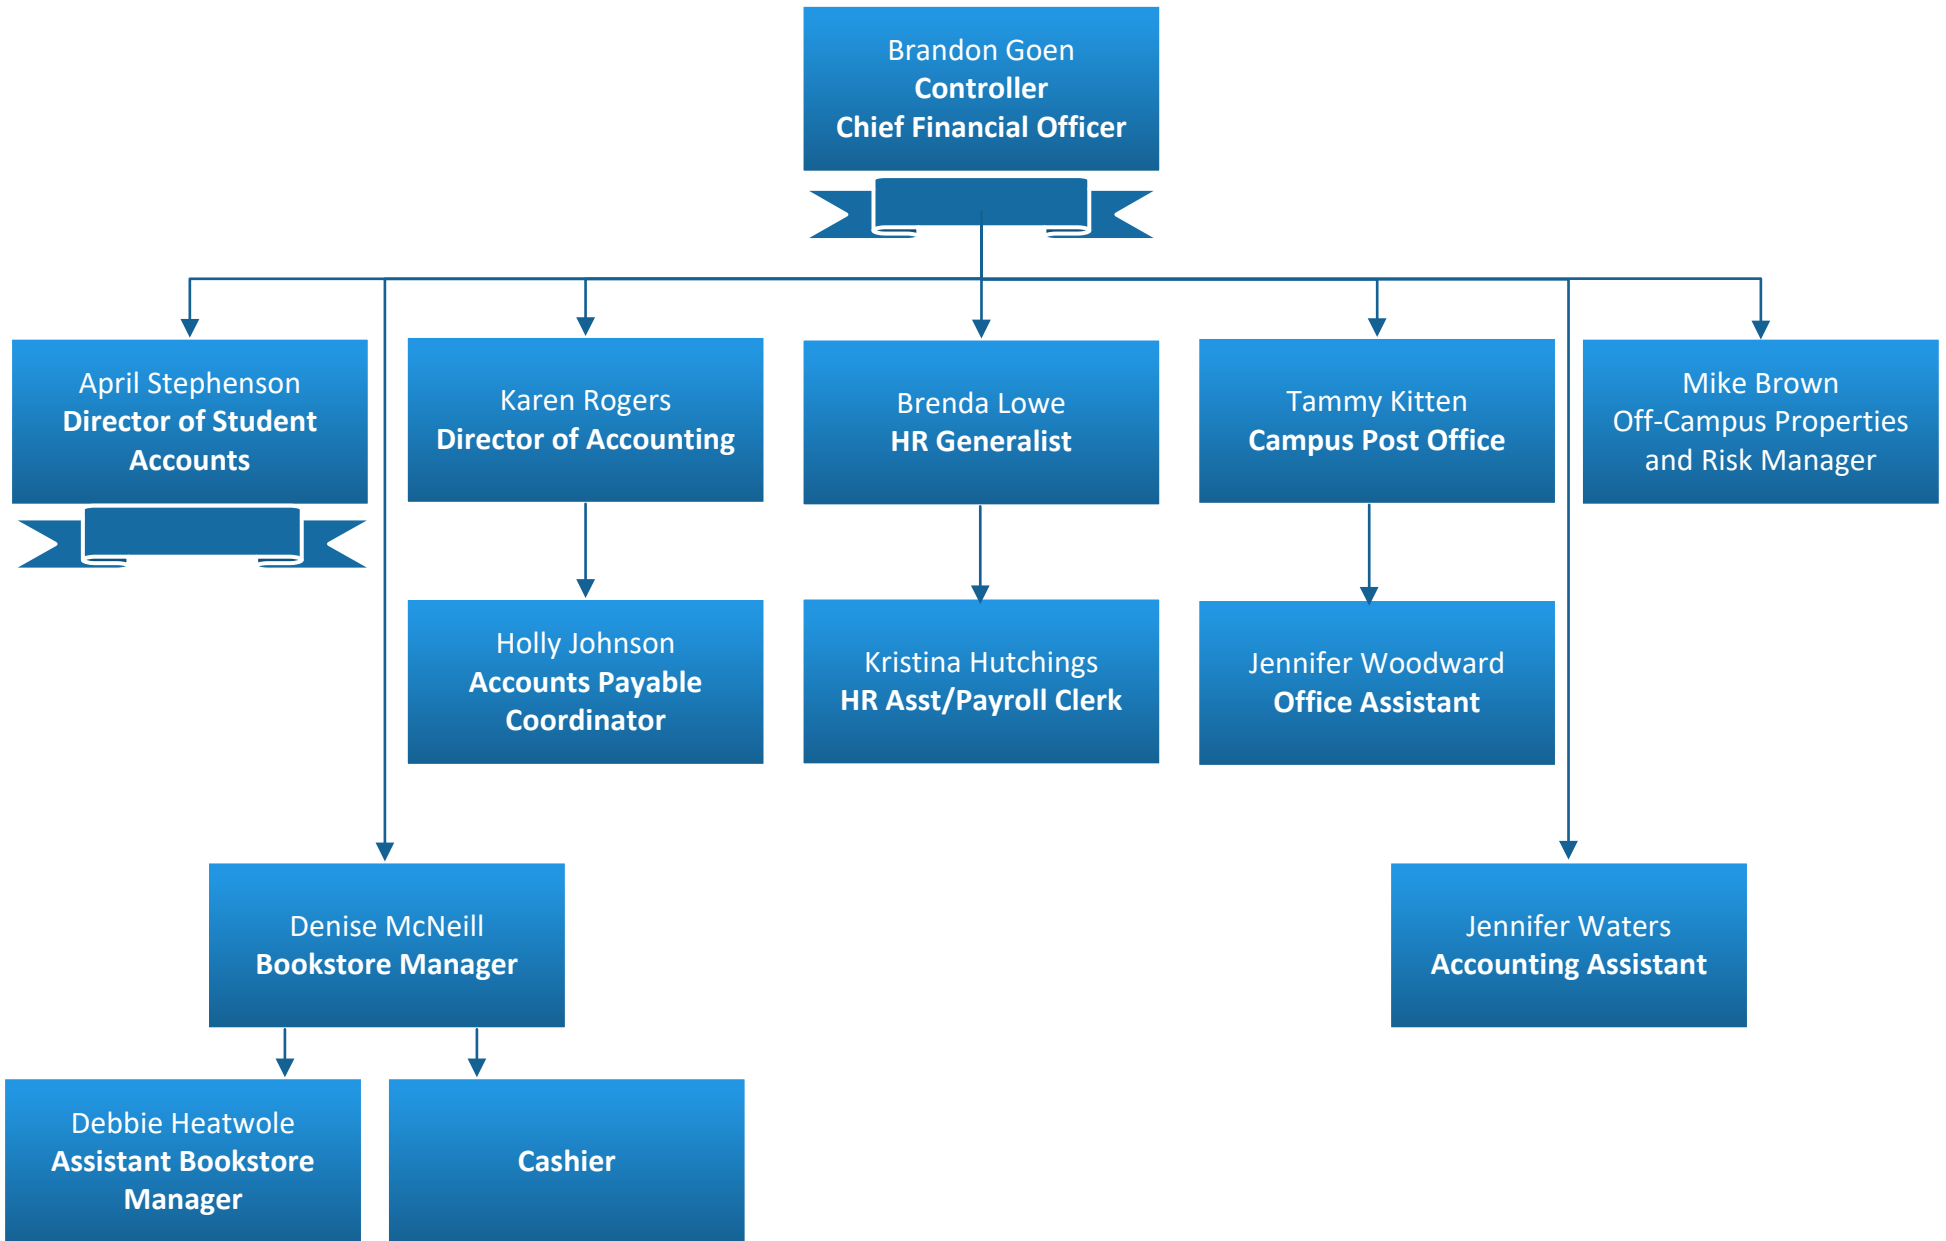 Brandon Goen
Controller
Chief Financial Officer
April Stephenson
Director of Student
Accounts
Karen Rogers
Director of Accounting
Brenda Lowe
HR Generalist
Tammy Kitten
Campus Post Office
Mike Brown
Off-Campus Properties
and Risk Manager
Holly Johnson
Accounts Payable
Coordinator
Kristina Hutchings
HR Asst/Payroll Clerk
Jennifer Woodward
Office Assistant
Denise McNeill
Bookstore Manager
Jennifer Waters
Accounting Assistant
Debbie Heatwole
Assistant Bookstore
Manager
Cashier